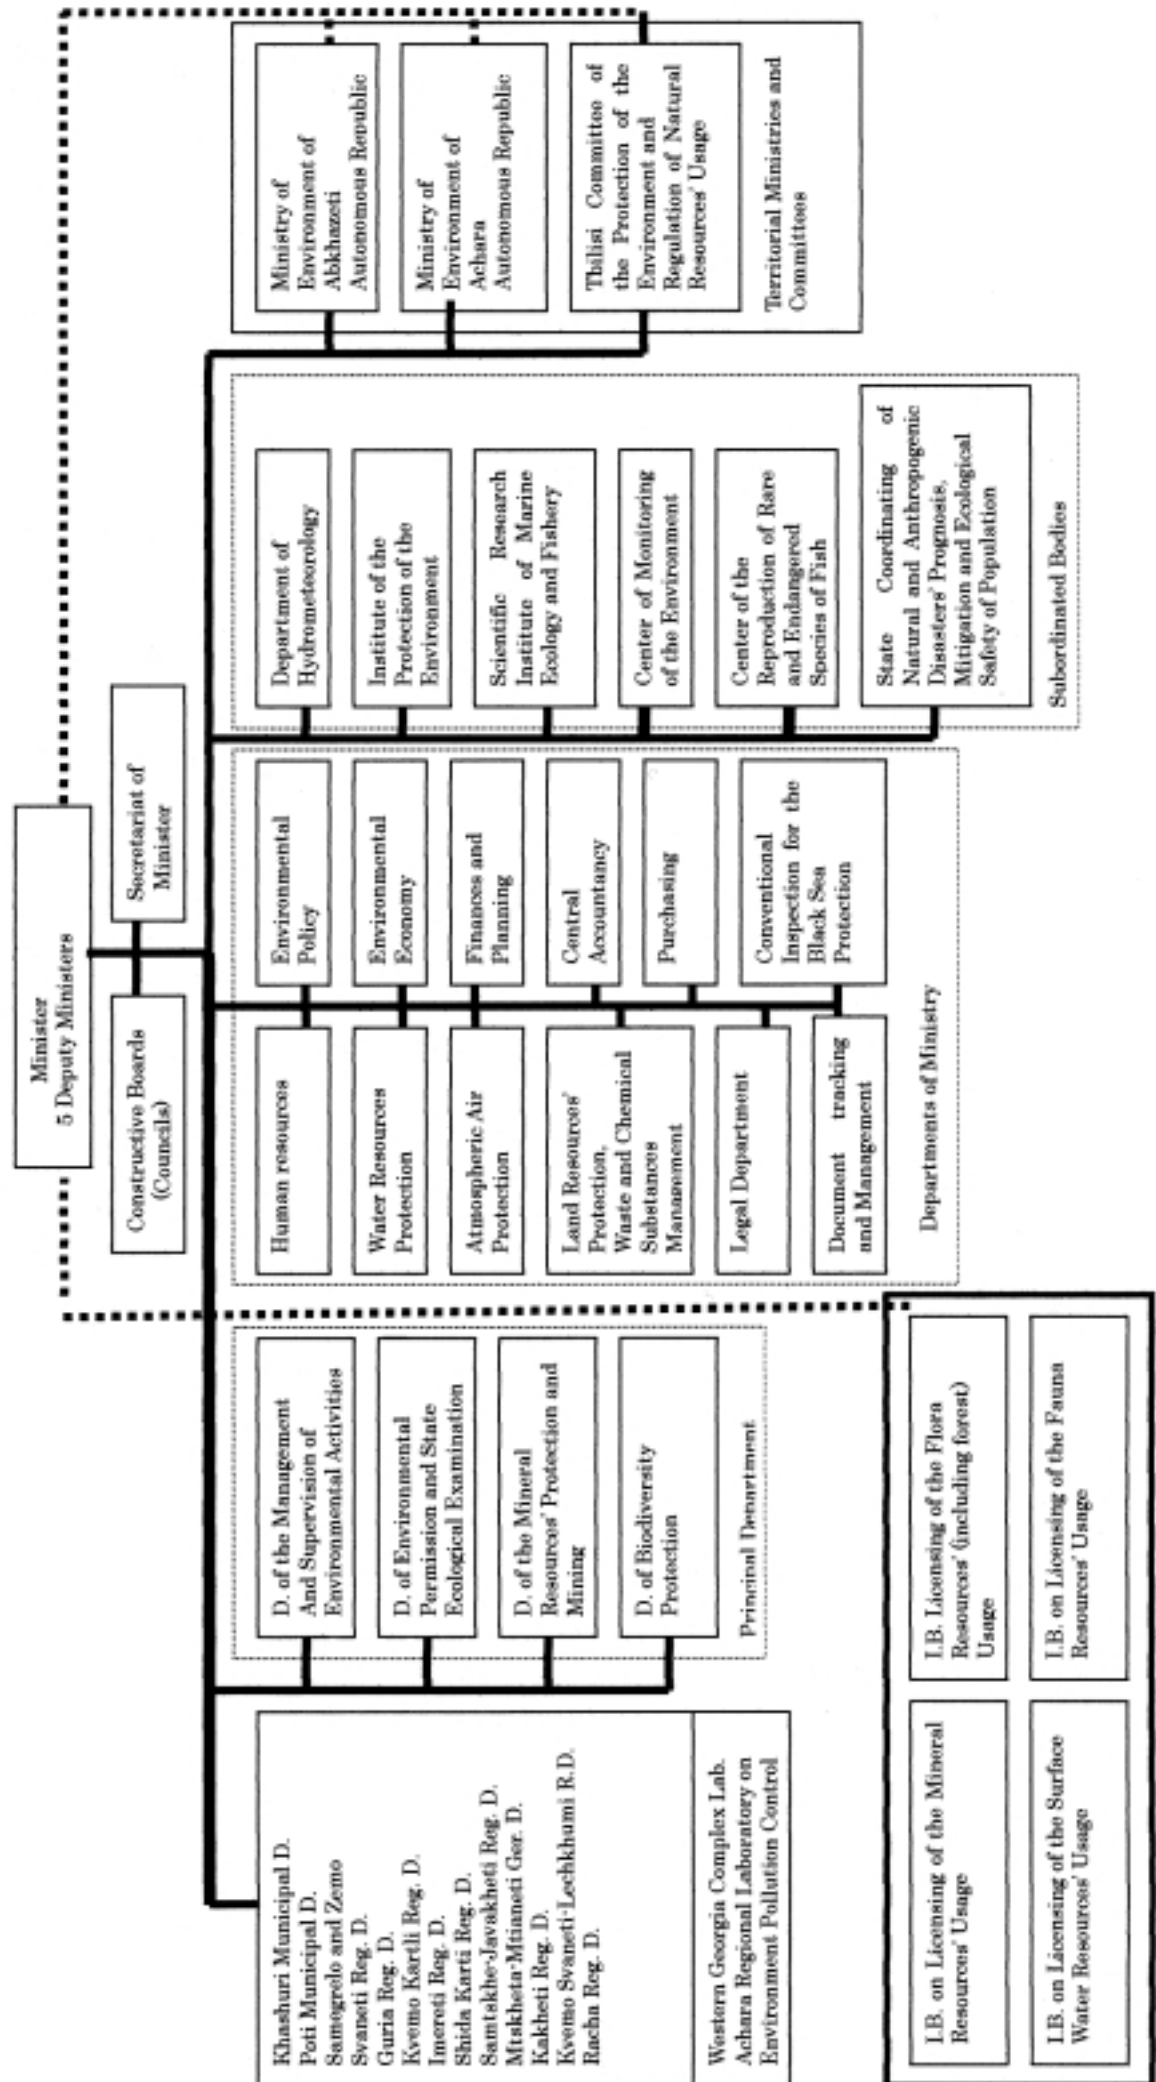 Minister
5 Deputy Ministers
Constructive Boards
(Councils)
Secretariat of
Minister
Khashuri Municipal D.
Poti Municipal D.
Samegrelo and Zemo
Svaneti Reg. D.
Guria Reg. D.
Kvemo Kartli Reg. D.
Imereti Reg. D.
Shida Karti Reg. D.
Samtskhe-Javakheti Reg. D.
Mtskheta-Mtianeti Ger. D.
Kakheti Reg. D.
Kvemo Svaneti-Lechkhumi R.D.
Racha Reg. D.
Western Georgia Complex Lab.
Achara Regional Laboratory on
Environment Pollution Control
D. of the Management
And Supervision of
Environmental Activities
D. of Environmental
Permission and State
Ecological Examination
D. of the Mineral
Resources' Protection and
Mining
D. of Biodiversity
Protection
Principal Department
Human resources
Water Resources
Protection
Atmospheric Air
Protection
Land Resources'
Protection,
Waste and Chemical
Substances
Management
Legal Department
Document tracking
and Management
Environmental
Policy
Environmental
Economy
Finances and
Planning
Central
Accountancy
Purchasing
Conventional
Inspection for the
Black Sea
Protection
Departments of Ministry
Department of
Hydrometeorology
Institute of the
Protection of the
Environment
Scientific Research
Institute of Marine
Ecology and Fishery
Center of Monitoring
of the Environment
Center of the
Reproduction of Rare
and Endangered
Species of Fish
State Coordinating of
Natural and Anthropogenic
Disasters' Prognosis,
Mitigation and Ecological
Safety of Population
Subordinated Bodies
Ministry of
Environment of
Abkhazeti
Autonomous Republic
Ministry of
Environment of
Achara
Autonomous Republic
Tbilisi Committee of
the Protection of the
Environment and
Regulation of Natural
Resources' Usage
Territorial Ministries and
Committees
I.B. on Licensing of the Mineral
Resources' Usage
I.B. Licensing of the Flora
Resources' (including forest)
Usage
I.B. on Licensing of the Surface
Water Resources' Usage
I.B. on Licensing of the Fauna
Resources' Usage